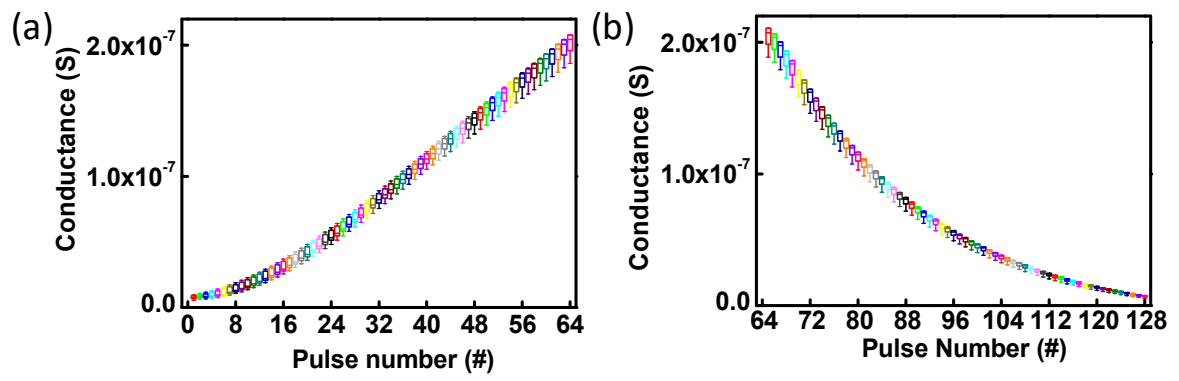 (a)
Conductance (S)
2.0x10⁻⁷
1.0x10⁻⁷
0.0
0 8 16 24 32 40 48 56 64
Pulse number (#)
(b)
Conductance (S)
2.0x10⁻⁷
1.0x10⁻⁷
0.0
64 72 80 88 96 104 112 120 128
Pulse Number (#)